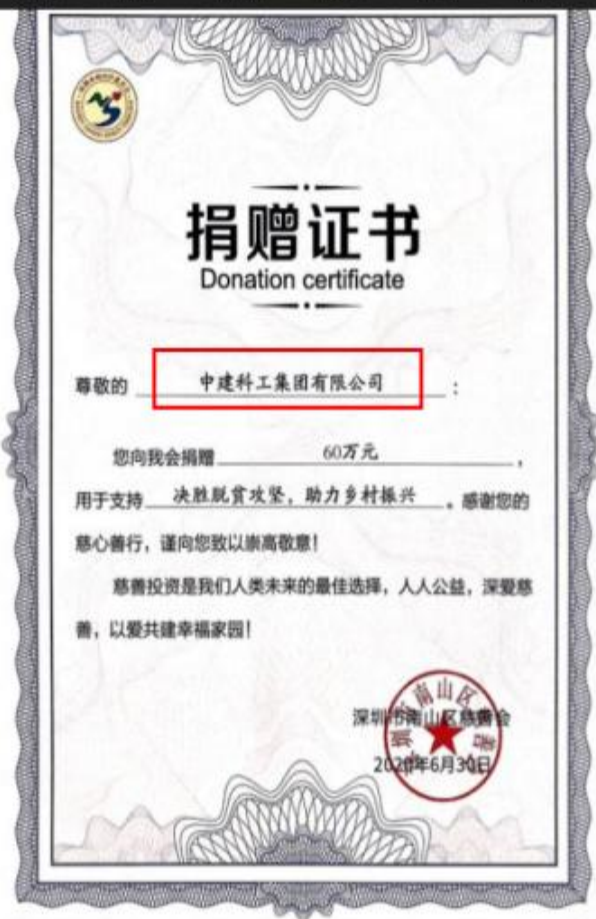 捐赠证书
Donation certificate
尊敬的 中建科工集团有限公司 :
您向我会捐赠 60万元 ,
用于支持 决胜脱贫攻坚，助力乡村振兴 。感谢您的
慈心善行，谨向您致以崇高敬意！
慈善投资是我们人类未来的最佳选择，人人公益，深爱慈
善，以爱共建幸福家园！
深圳市南山区慈善会
2020年6月30日